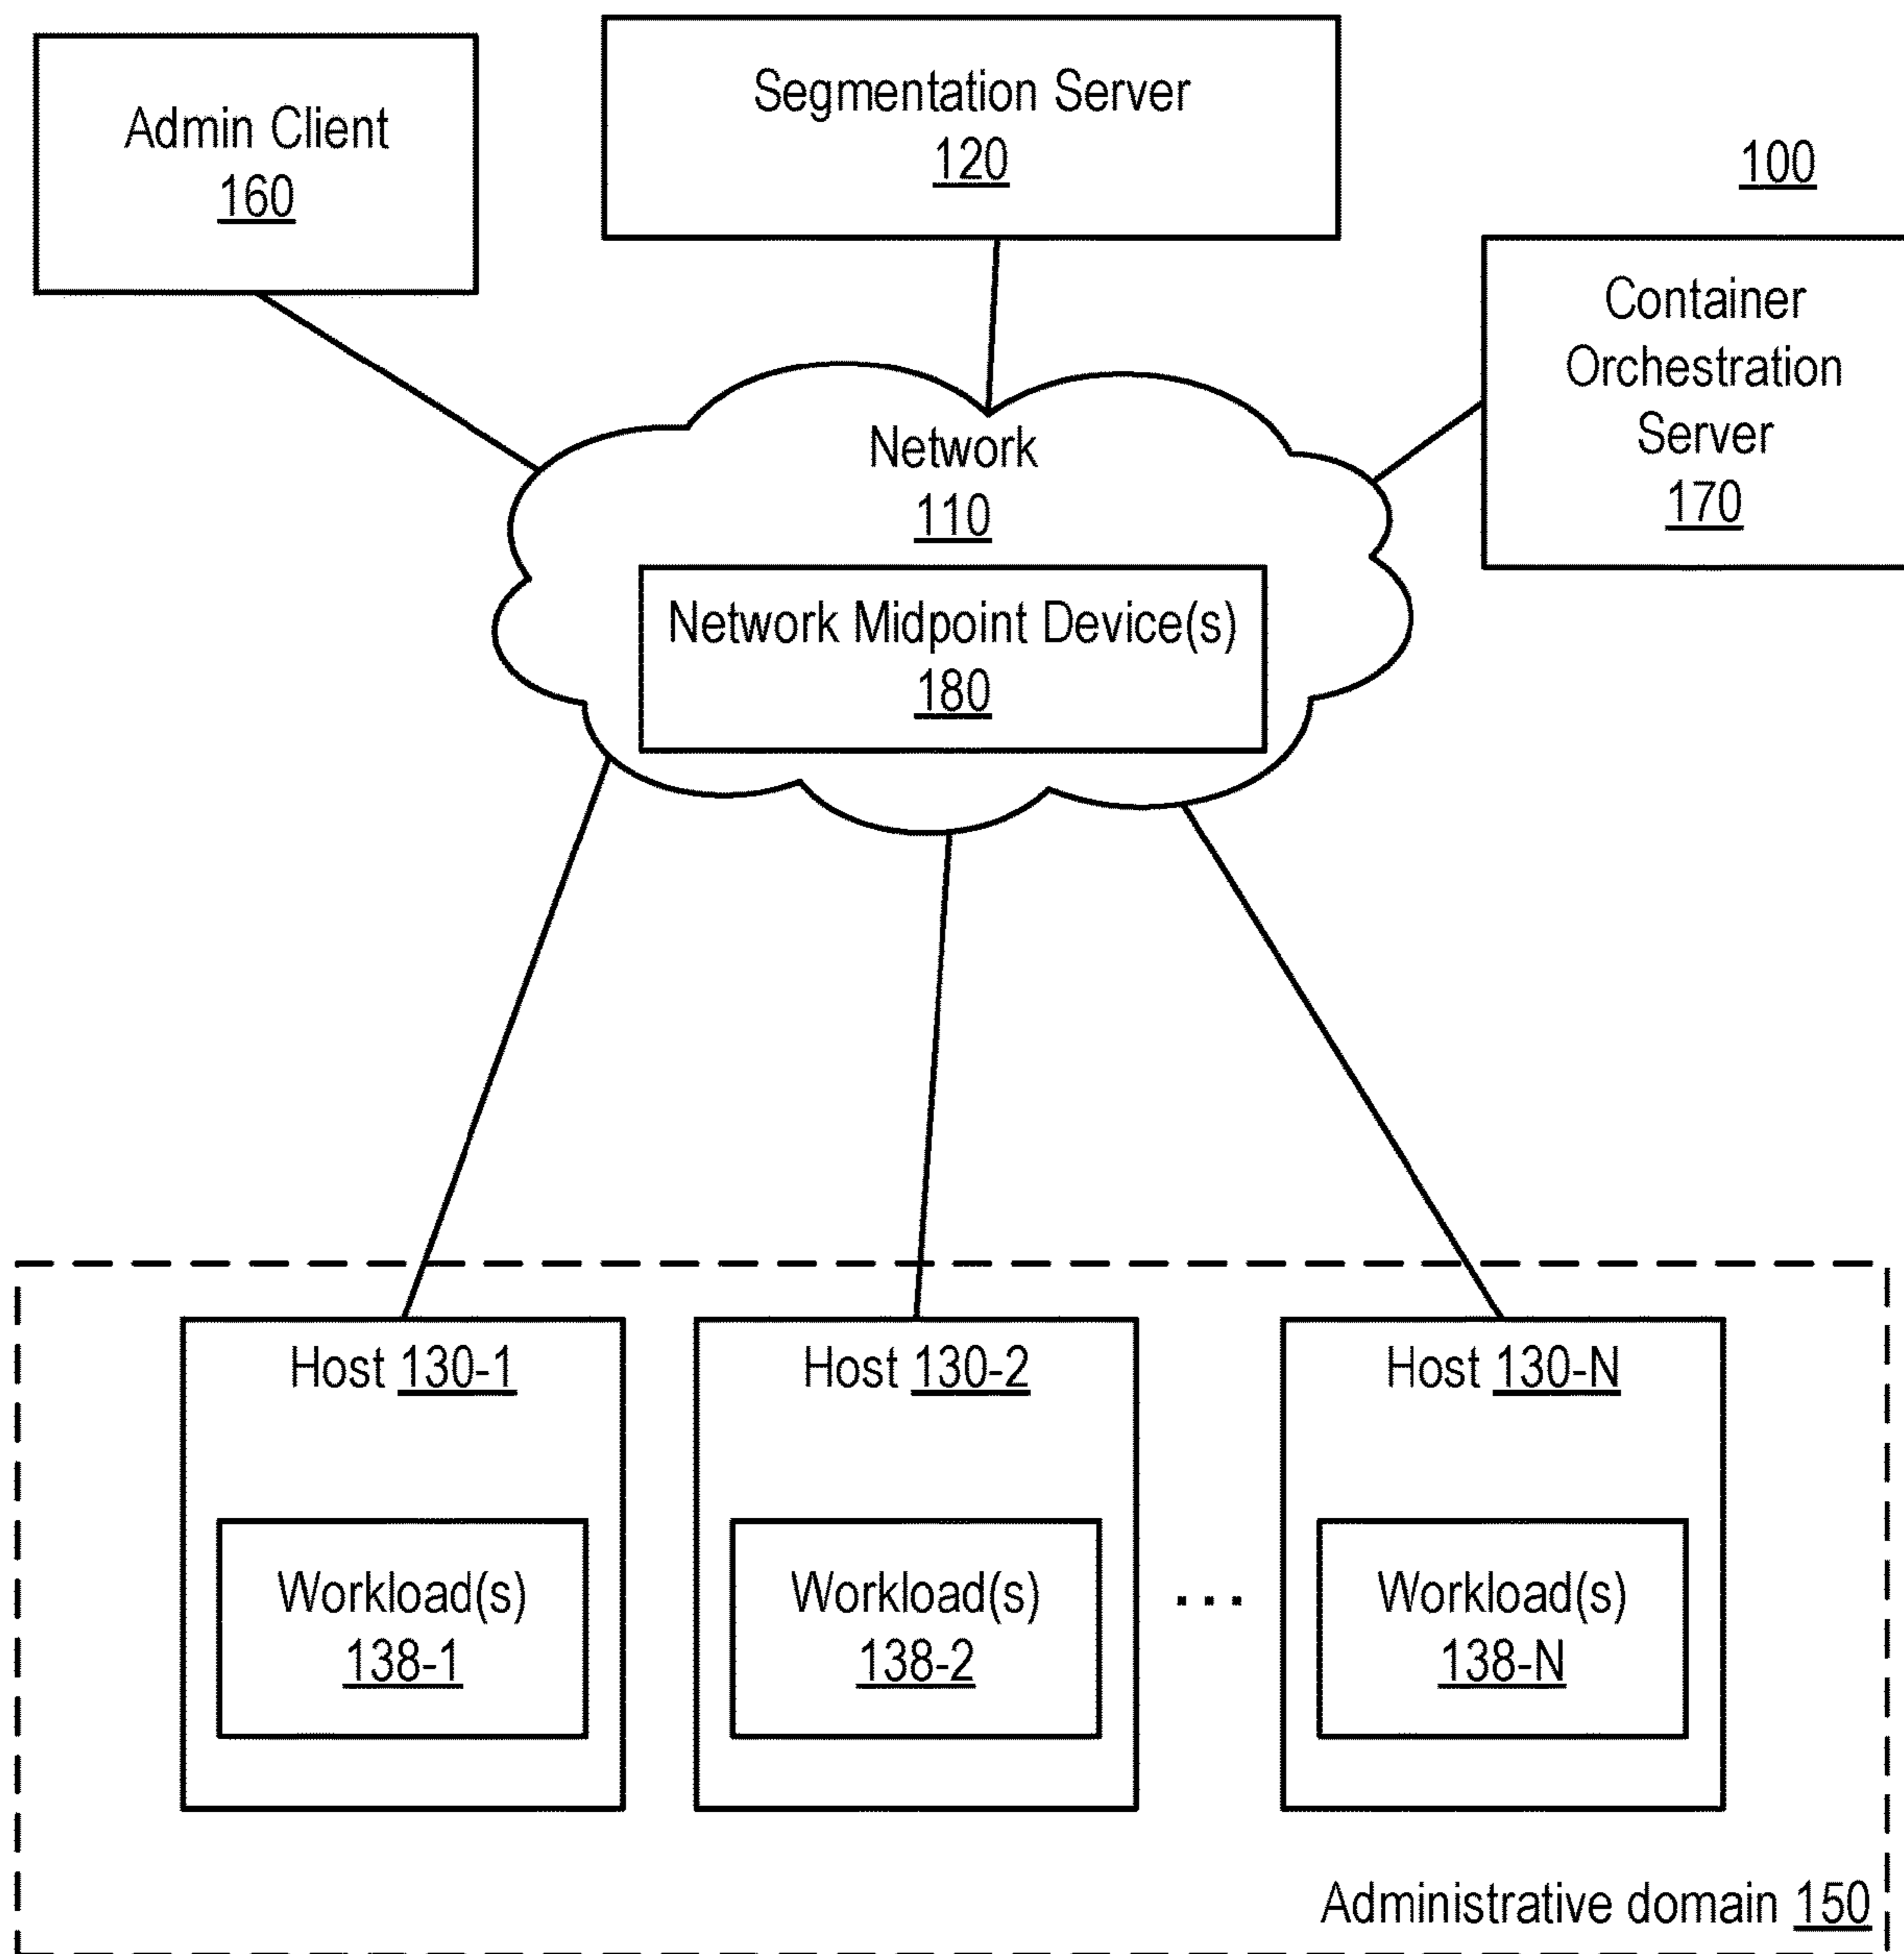 Admin Client
160
Segmentation Server
120
100
Container
Orchestration
Server
170
Network
110
Network Midpoint Device(s)
180
Host 130-1
Workload(s)
138-1
Host 130-2
Workload(s)
138-2
...
Host 130-N
Workload(s)
138-N
Administrative domain 150